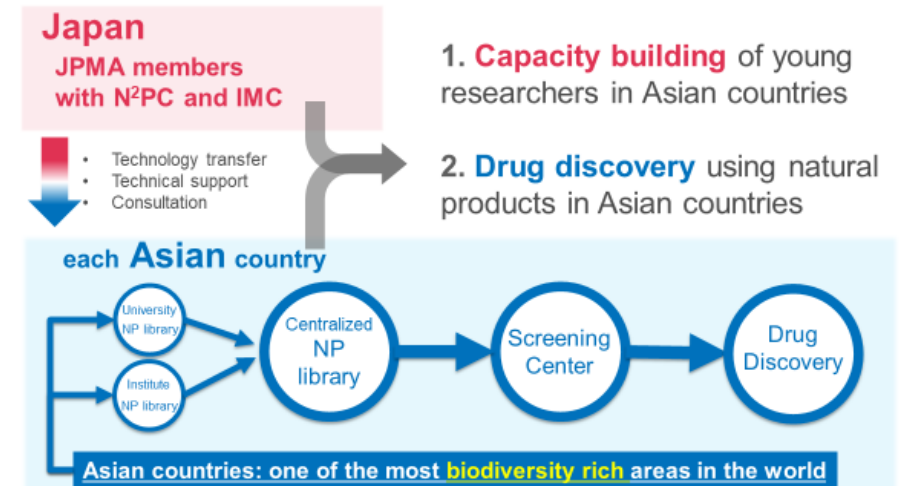 Japan
JPMA members
with N²PC and IMC
• Technology transfer
• Technical support
• Consultation
1. Capacity building of young
researchers in Asian countries
2. Drug discovery using natural
products in Asian countries
each Asian country
University
NP library
Institute
NP library
Centralized
NP
library
Screening
Center
Drug
Discovery
Asian countries: one of the most biodiversity rich areas in the world